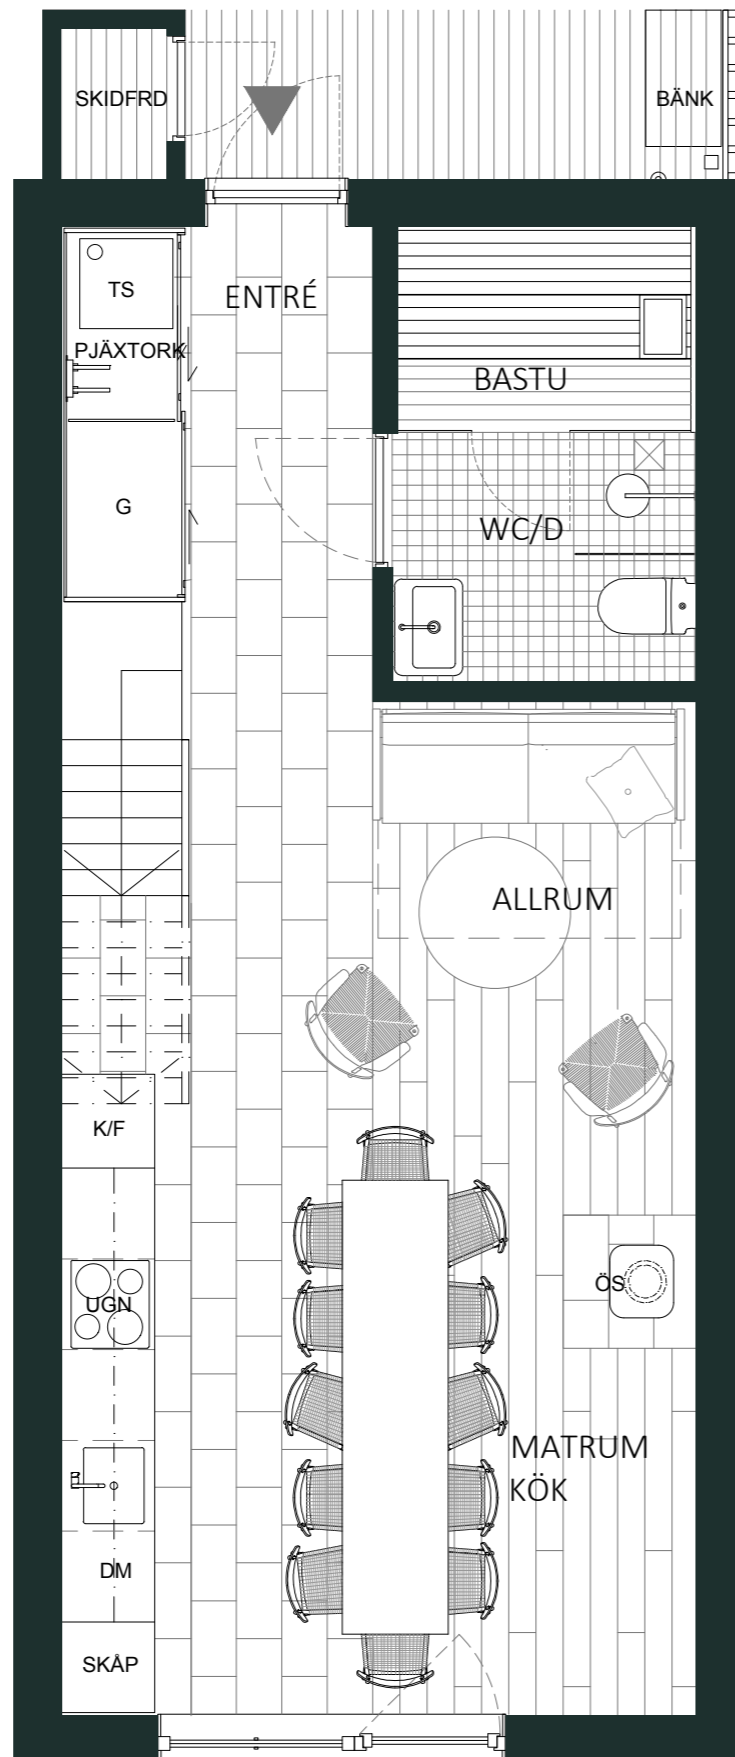 SKIDFRD
BÄNK
TS
ENTRÉ
PJÄXTORK
BASTU
G
WC/D
ALLRUM
K/F
UGN
ÖS
MATRUM
KÖK
DM
SKÅP